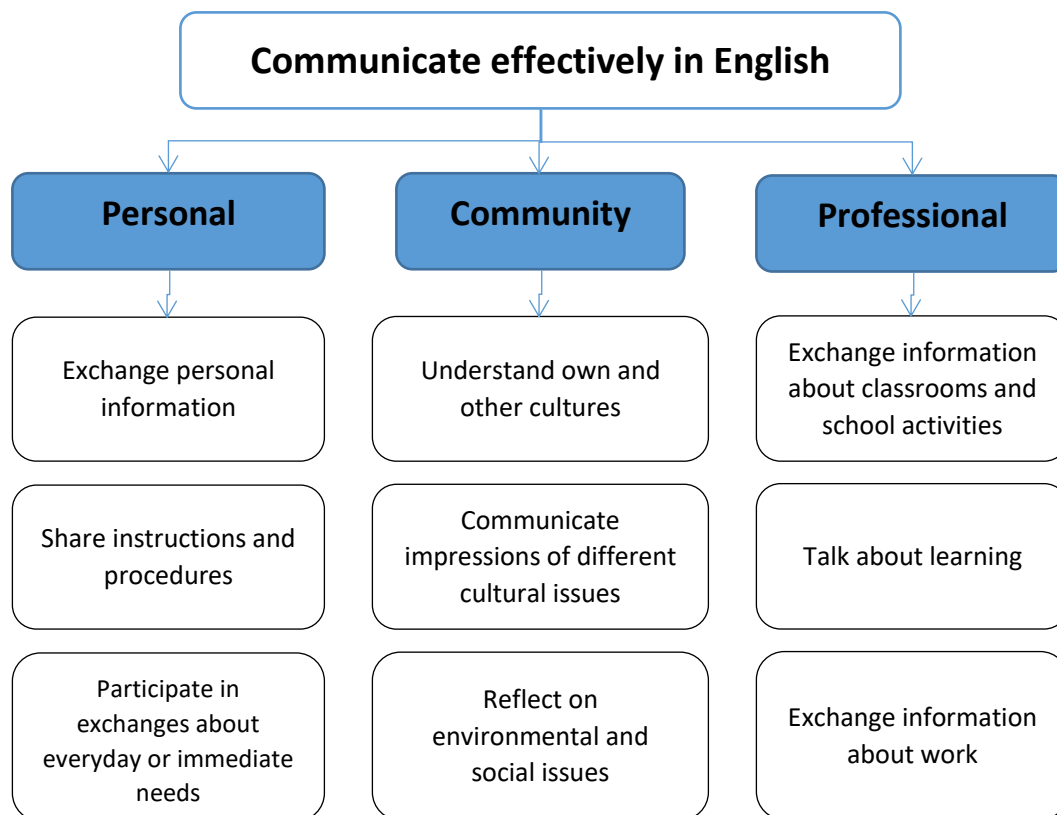 Communicate effectively in English
Personal
Community
Professional
Exchange personal
information
Understand own and
other cultures
Exchange information
about classrooms and
school activities
Share instructions and
procedures
Communicate
impressions of different
cultural issues
Talk about learning
Participate in
exchanges about
everyday or immediate
needs
Reflect on
environmental and
social issues
Exchange information
about work